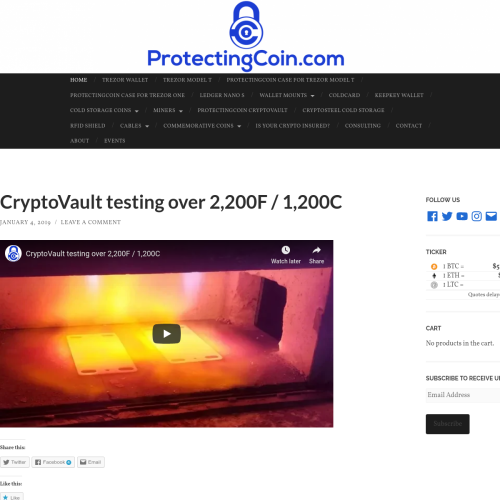 ProtectingCoin.com
HOME / TREZOR WALLET / TREZOR MODEL T / PROTECTINGCOIN CASE FOR TREZOR MODEL T /
PROTECTINGCOIN CASE FOR TREZOR ONE / LEDGER NANO S / WALLET MOUNTS / COLDCARD / KEEPKEY WALLET
COLD STORAGE COINS / MINERS / PROTECTINGCOIN CRYPTOVAULT / CRYPTOSTEEL COLD STORAGE /
RFID SHIELD / CABLES / COMMEMORATIVE COINS / IS YOUR CRYPTO INSURED? / CONSULTING / CONTACT /
ABOUT / EVENTS
CryptoVault testing over 2,200F / 1,200C
JANUARY 4, 2019 / LEAVE A COMMENT
CryptoVault testing over 2,200F / 1,200C
Watch later
Share
Share this:
Twitter
Facebook
Email
Like this:
Like
FOLLOW US
TICKER
1 BTC =
1 ETH =
1 LTC =
Quotes delay
CART
No products in the cart.
SUBSCRIBE TO RECEIVE
Email Address
Subscribe